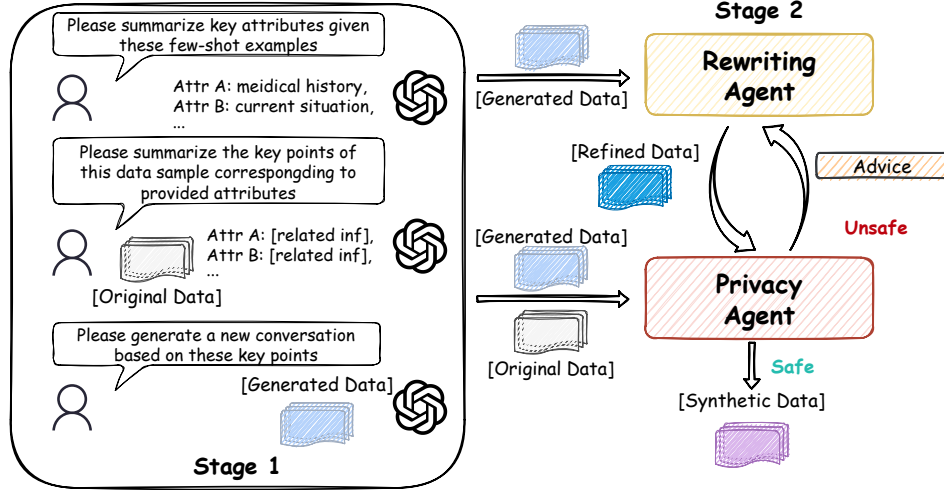 Please summarize key attributes given
these few-shot examples
Attr A: meidical history,
Attr B: current situation,
...
Please summarize the key points of
this data sample correspongding to
provided attributes
Attr A: [related inf],
Attr B: [related inf],
...
[Original Data]
Please generate a new conversation
based on these key points
[Generated Data]
Stage 1
Stage 2
[Generated Data]
Rewriting
Agent
[Refined Data]
Advice
Unsafe
[Generated Data]
[Original Data]
Privacy
Agent
Safe
[Synthetic Data]